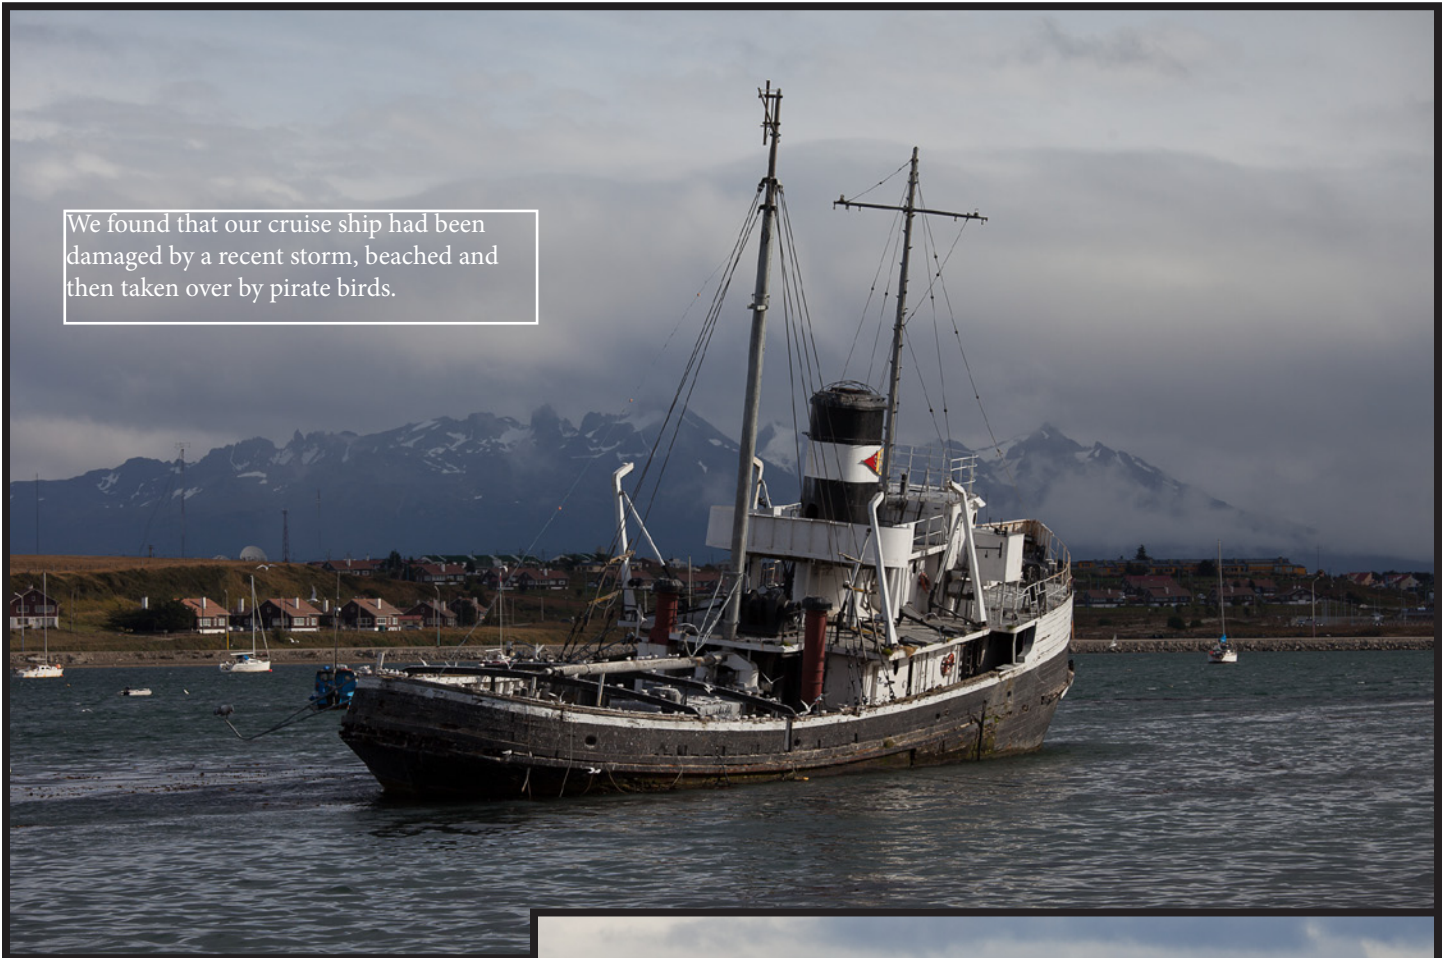 We found that our cruise ship had been
damaged by a recent storm, beached and
then taken over by pirate birds.